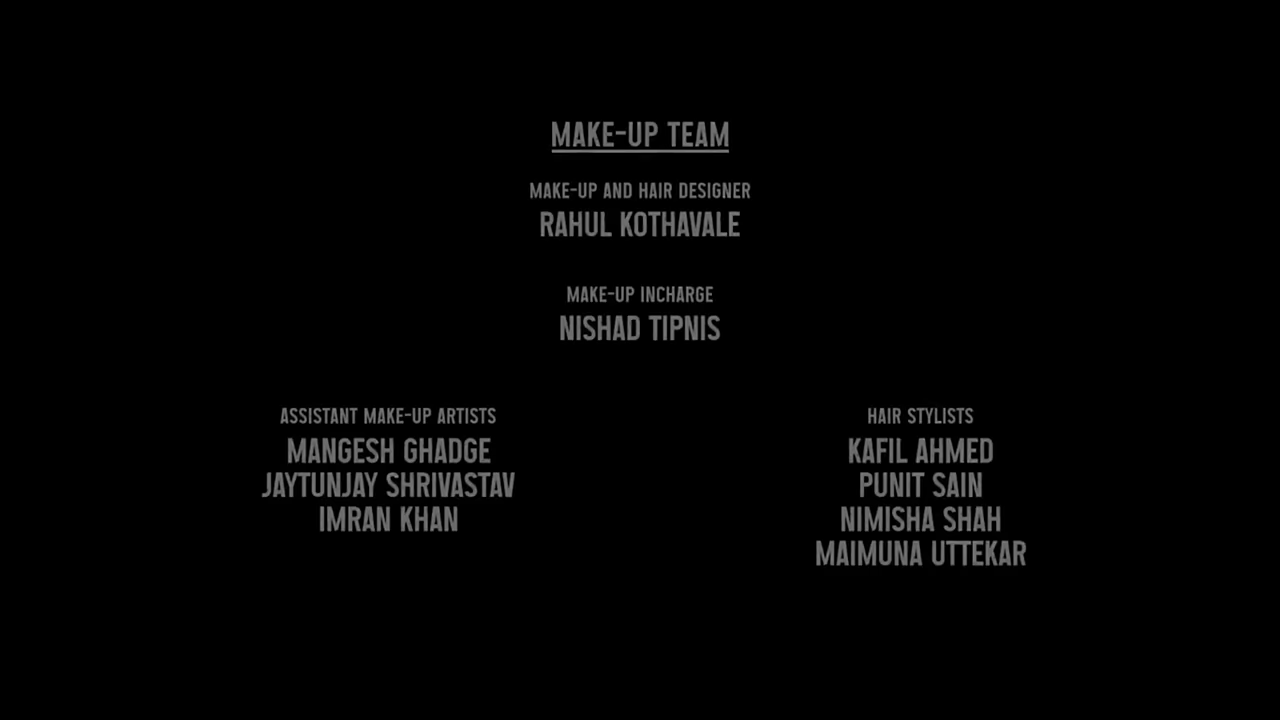 MAKE-UP TEAM
MAKE-UP AND HAIR DESIGNER
RAHUL KOTHAVALE
MAKE-UP INCHARGE
NISHAD TIPNIS
ASSISTANT MAKE-UP ARTISTS
MANGESH GHADGE
JAYTUNJAY SHRIVASTAV
IMRAN KHAN
HAIR STYLISTS
KAFIL AHMED
PUNIT SAIN
NIMISHA SHAH
MAIMUNA UTTEKAR